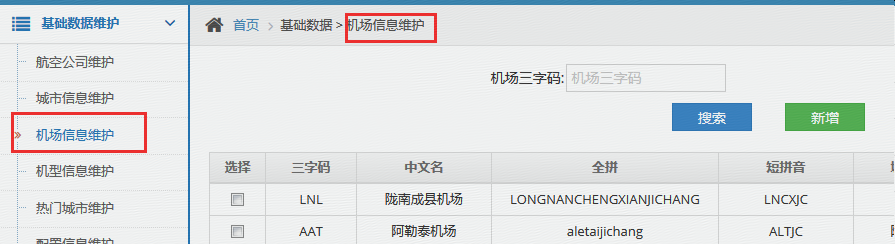 基础数据维护
航空公司维护
城市信息维护
机场信息维护
机型信息维护
热门城市维护
配置信息维护
首页 > 基础数据 > 机场信息维护
机场三字码: 机场三字码
搜索 新增
选择 三字码 中文名 全拼 短拼音
LNL 陇南成县机场 LONGNANCHENGXIANJICHANG LNCXJC
AAT 阿勒泰机场 aletaijichang ALTJC